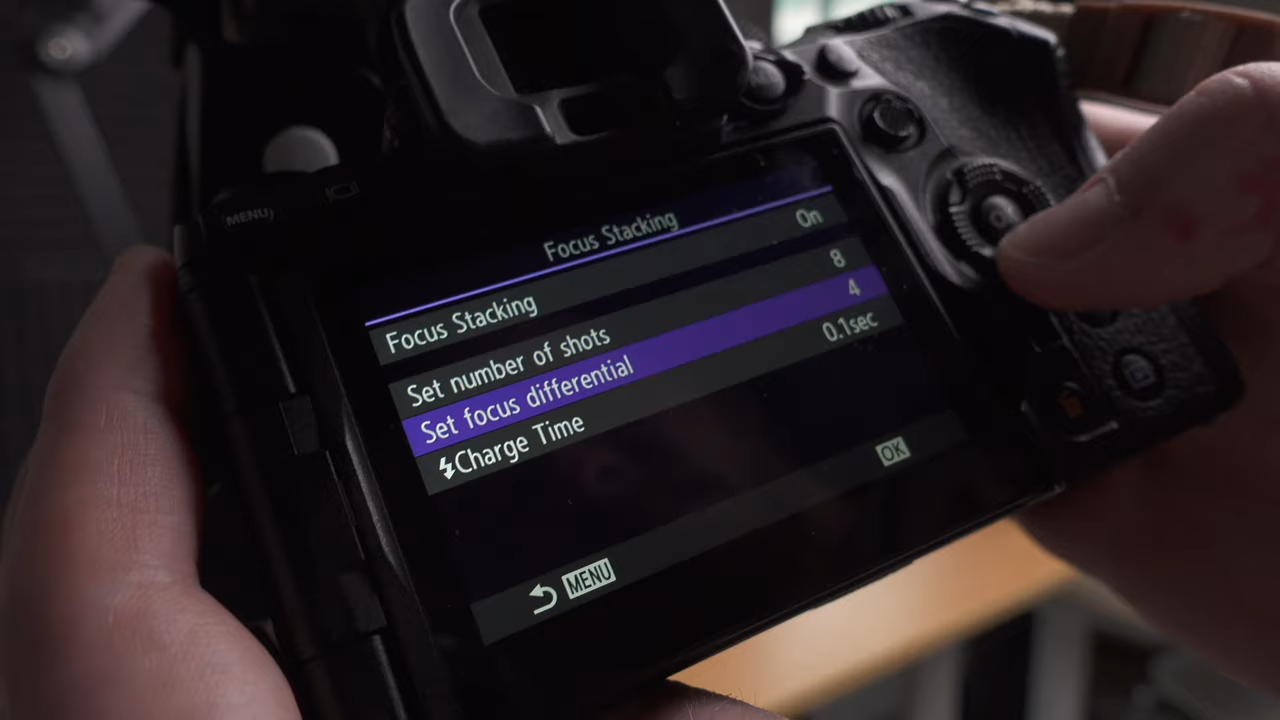 MENU
Focus Stacking
Focus Stacking On
Set number of shots 8
Set focus differential 4
Charge Time 0.1sec
MENU OK